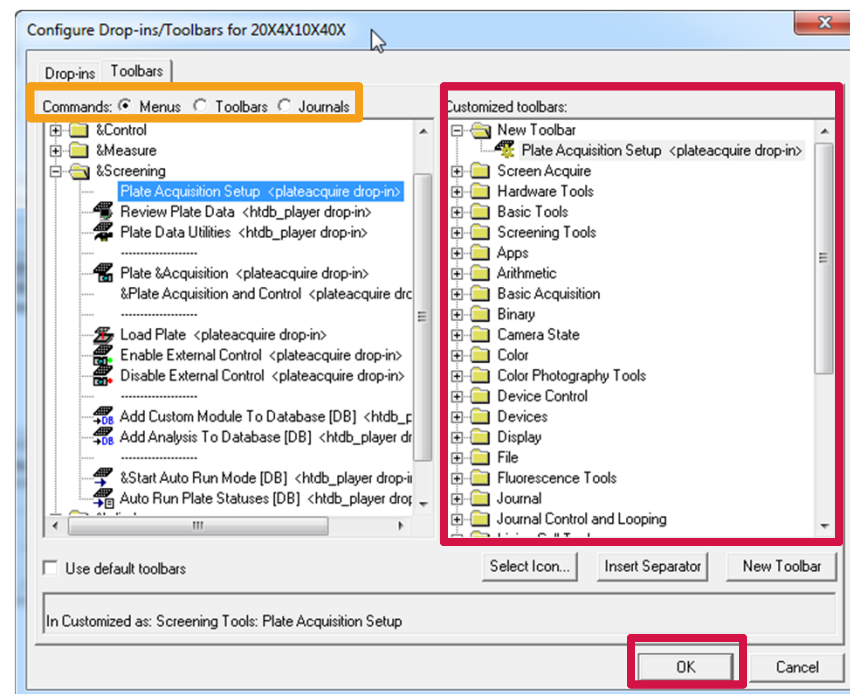 Configure Drop-ins/Toolbars for 20X4X10X40X
Drop-ins Toolbars
Commands: Menus Toolbars Journals
&Control
&Measure
&Screening
Plate Acquisition Setup <plateacquire drop-in>
Review Plate Data <htdb_player drop-in>
Plate Data Utilities <htdb_player drop-in>
--------------------
Plate &Acquisition <plateacquire drop-in>
&Plate Acquisition and Control <plateacquire drc
--------------------
Load Plate <plateacquire drop-in>
Enable External Control <plateacquire drop-in>
Disable External Control <plateacquire drop-in>
--------------------
Add Custom Module To Database [DB] <htdb_p
Add Analysis To Database [DB] <htdb_player dr
--------------------
&Start Auto Run Mode [DB] <htdb_player drop-i
Auto Run Plate Statuses [DB] <htdb_player drop
Customized toolbars:
New Toolbar
Plate Acquisition Setup <plateacquire drop-in>
Screen Acquire
Hardware Tools
Basic Tools
Screening Tools
Apps
Arithmetic
Basic Acquisition
Binary
Camera State
Color
Color Photography Tools
Device Control
Devices
Display
File
Fluorescence Tools
Journal
Journal Control and Looping
Use default toolbars
Select Icon... Insert Separator New Toolbar
In Customized as: Screening Tools: Plate Acquisition Setup
OK Cancel